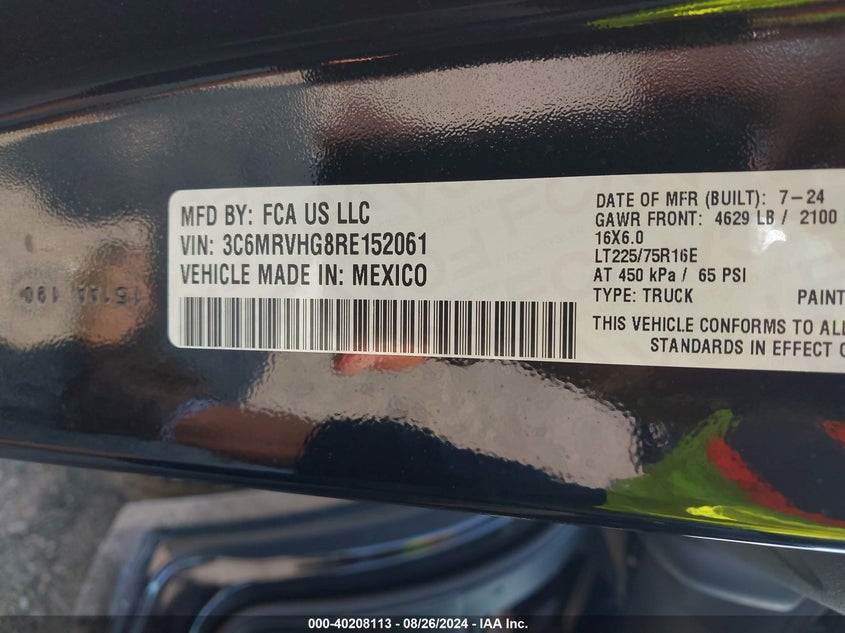 MFD BY: FCA US LLC
VIN: 3C6MRVHG8RE152061
VEHICLE MADE IN: MEXICO
DATE OF MFR (BUILT): 7-24
GAWR FRONT: 4629 LB / 2100
16X6.0
LT225/75R16E
AT 450 kPa / 65 PSI
TYPE: TRUCK PAINT
THIS VEHICLE CONFORMS TO ALL
STANDARDS IN EFFECT
000-40208113 - 08/26/2024 - IAA Inc.